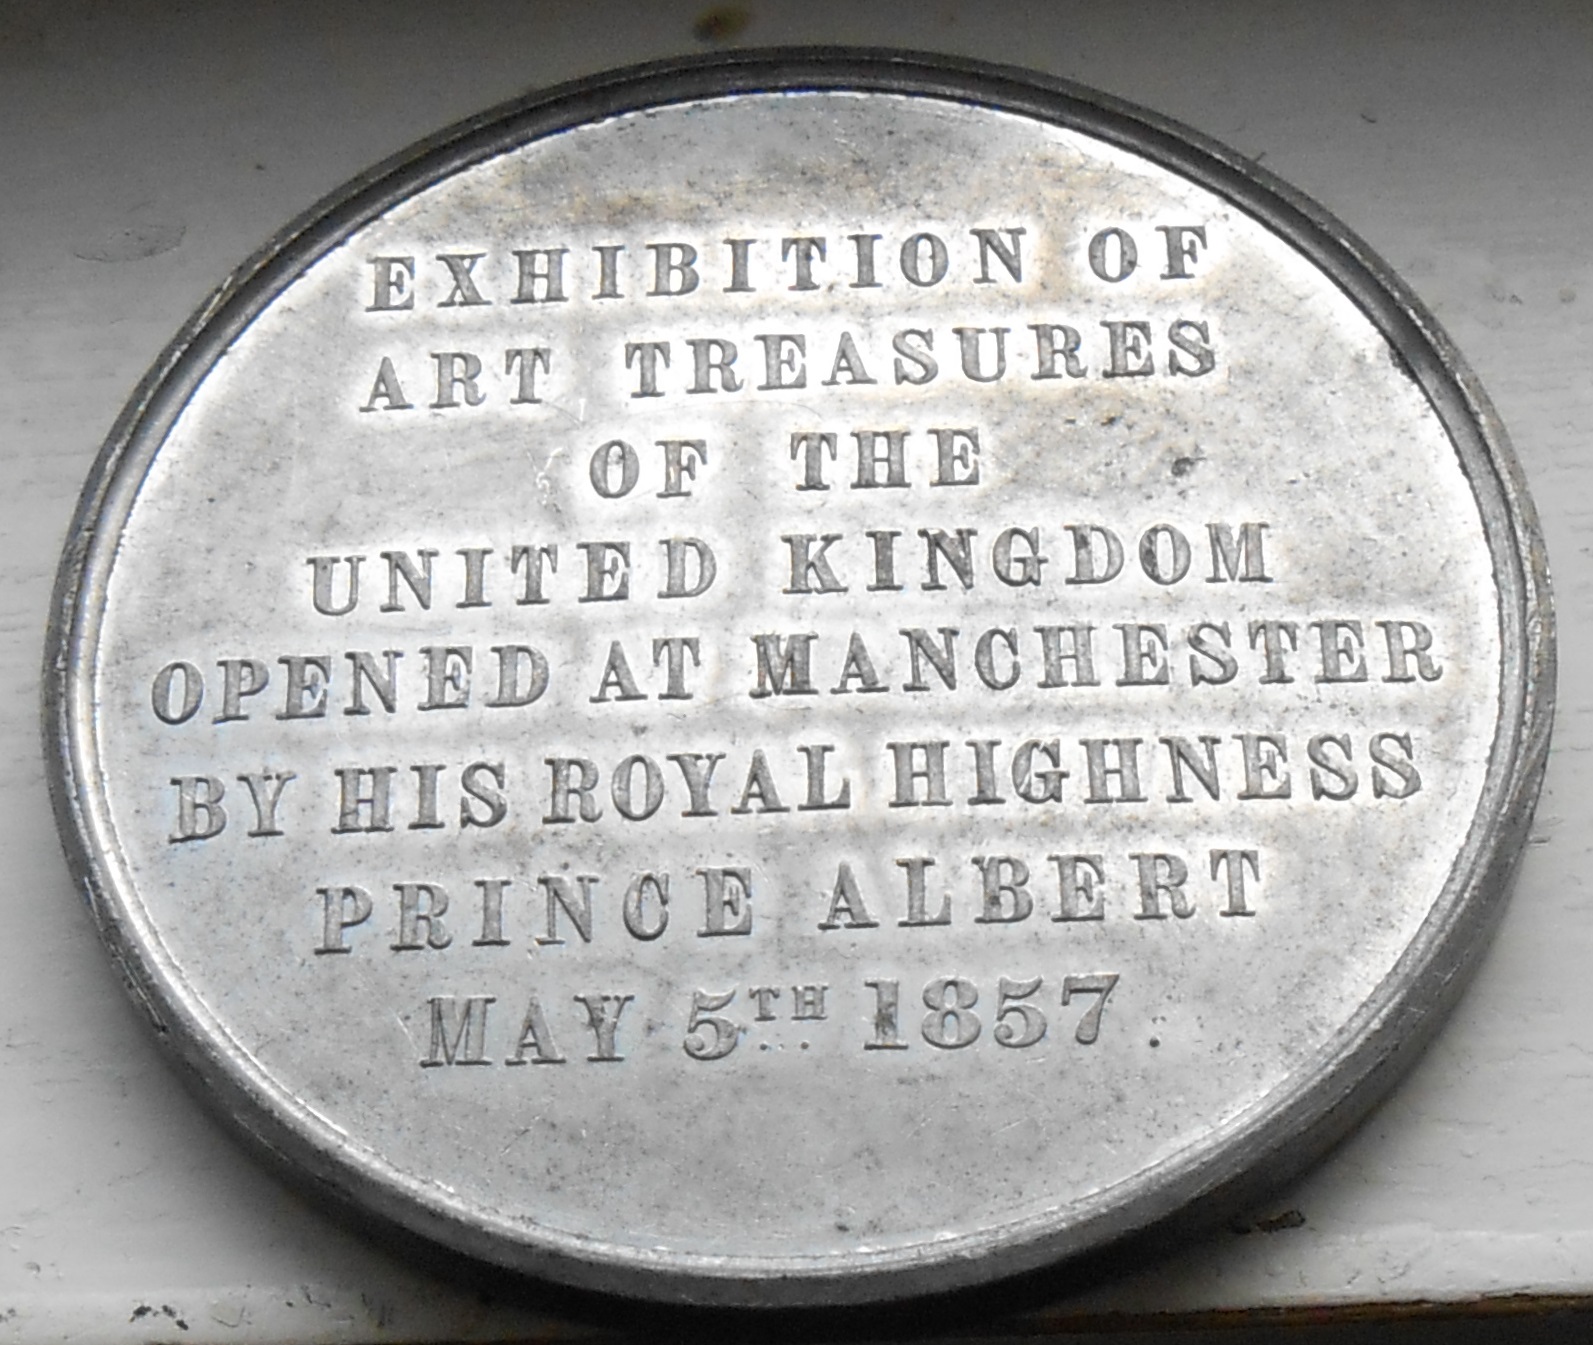 EXHIBITION OF
ART TREASURES
OF THE
UNITED KINGDOM
OPENED AT MANCHESTER
BY HIS ROYAL HIGHNESS
PRINCE ALBERT
MAY 5TH 1857.